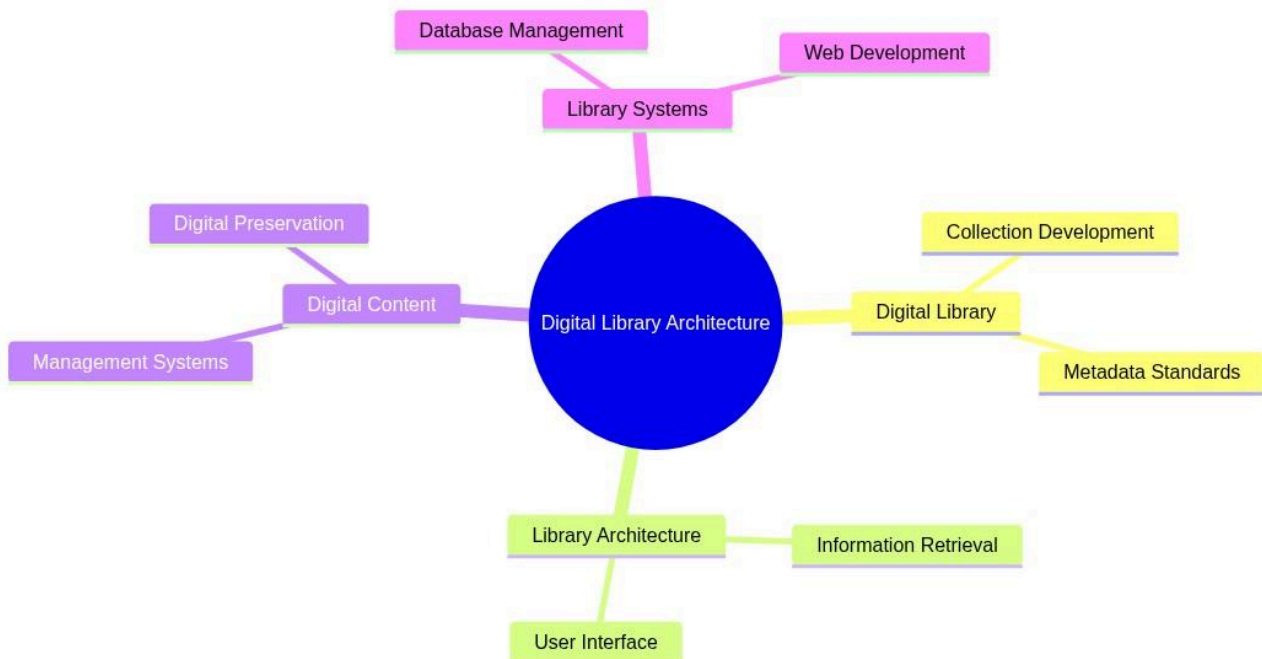 Database Management
Web Development
Library Systems
Digital Preservation
Collection Development
Digital Content
Digital Library
Digital Library Architecture
Management Systems
Metadata Standards
Library Architecture
Information Retrieval
User Interface